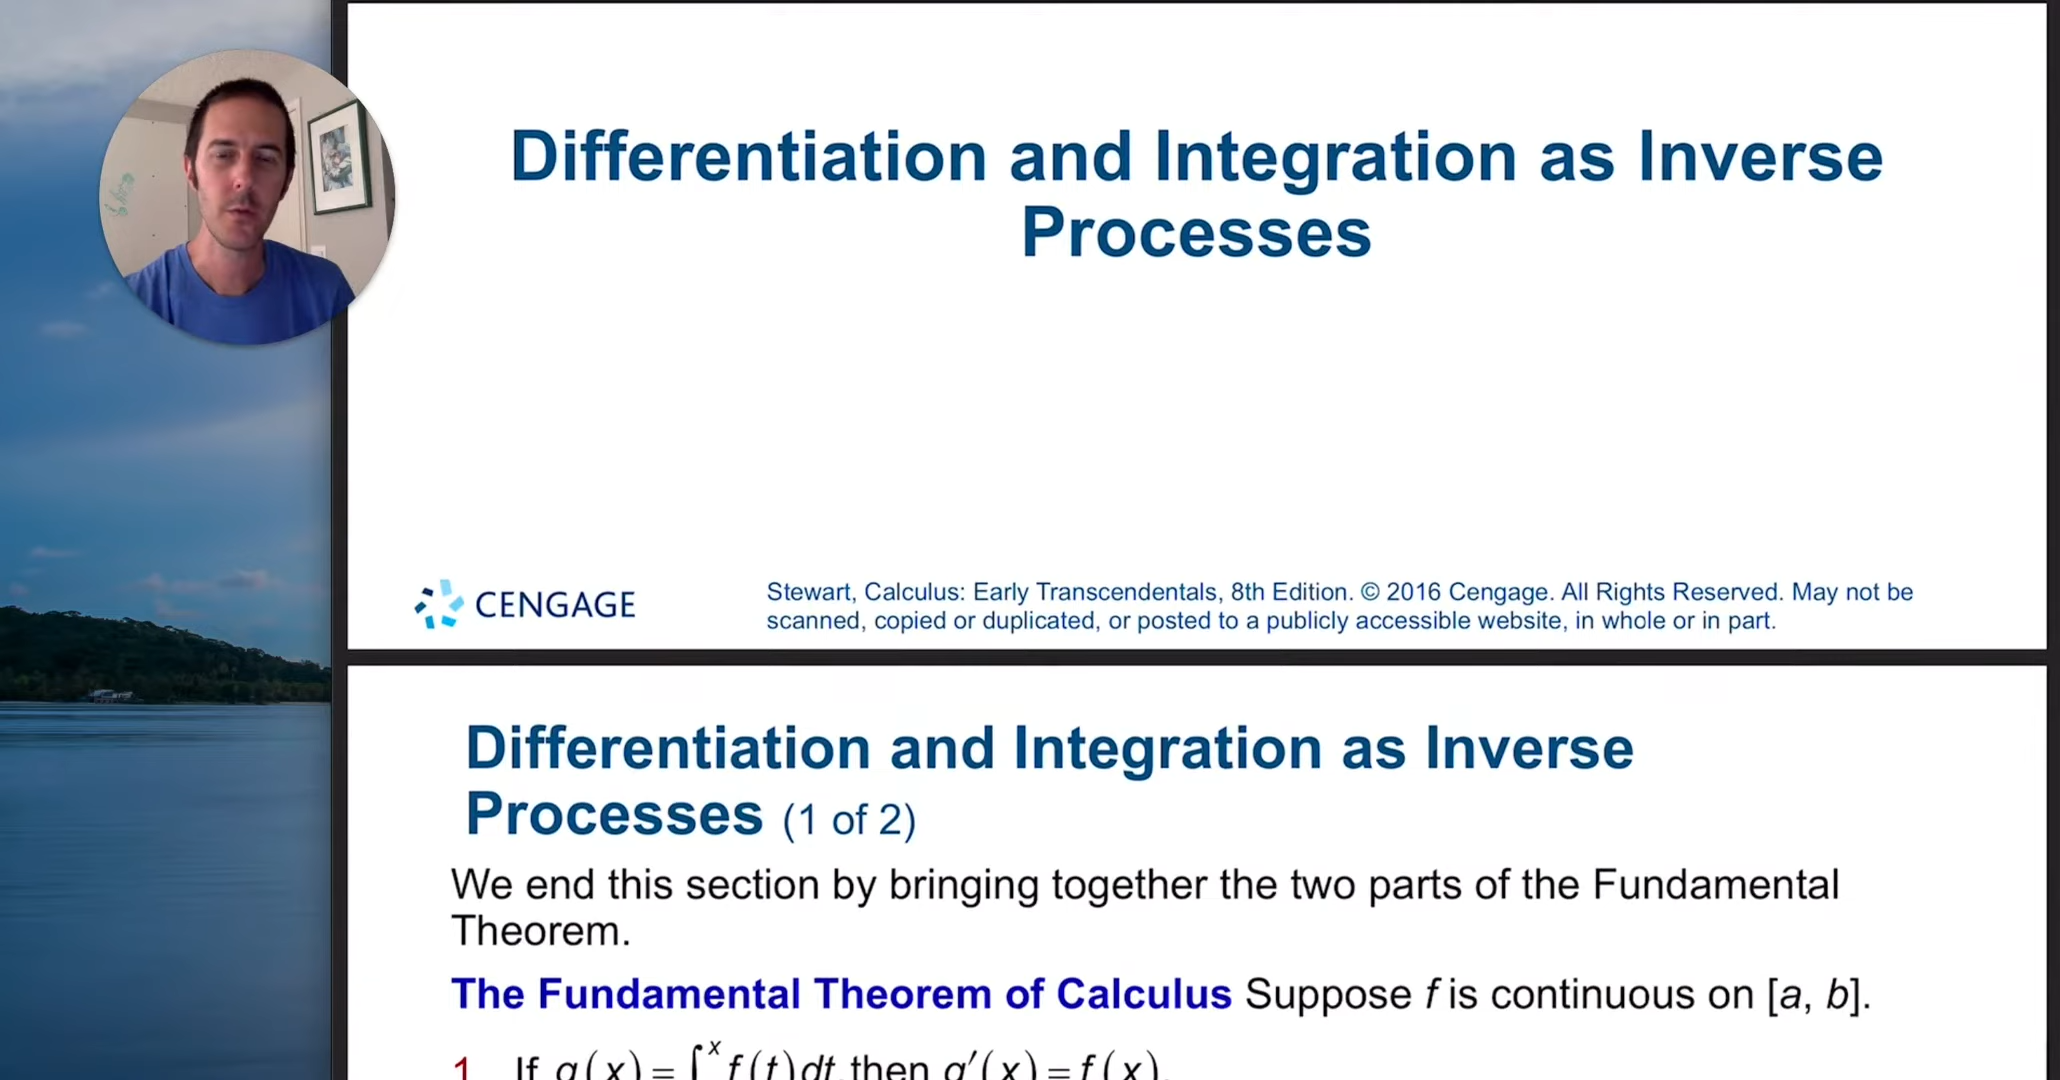 Differentiation and Integration as Inverse
Processes
CENGAGE
Stewart, Calculus: Early Transcendentals, 8th Edition. © 2016 Cengage. All Rights Reserved. May not be
scanned, copied or duplicated, or posted to a publicly accessible website, in whole or in part.
Differentiation and Integration as Inverse
Processes (1 of 2)
We end this section by bringing together the two parts of the Fundamental
Theorem.
The Fundamental Theorem of Calculus Suppose f is continuous on [a, b].
1 If g(x) = ∫ˣ f(t)dt, then g′(x) = f(x).